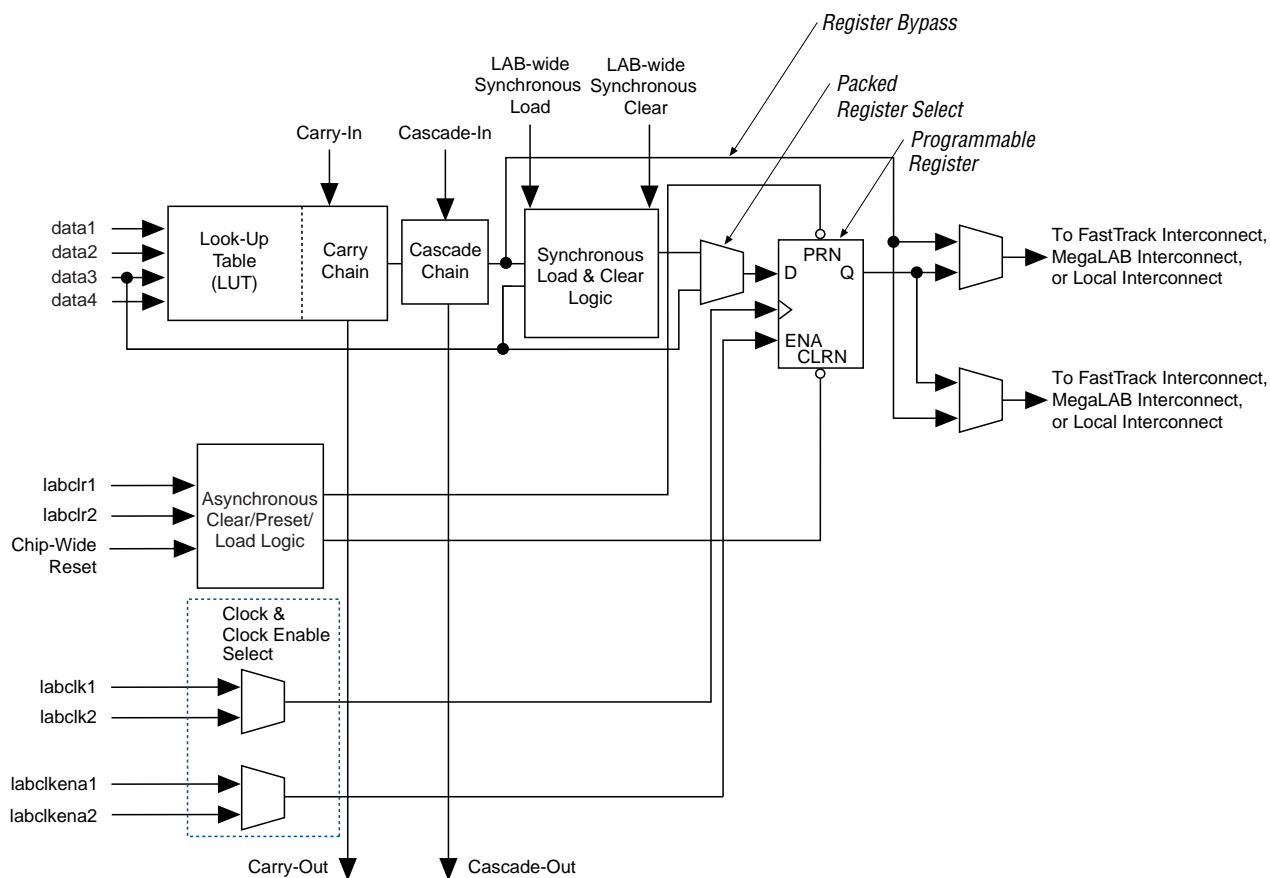 Register Bypass
LAB-wide
Synchronous
Load
LAB-wide
Synchronous
Clear
Packed
Register Select
Carry-In
Cascade-In
Programmable
Register
data1
data2
data3
data4
Look-Up
Table
(LUT)
Carry
Chain
Cascade
Chain
Synchronous
Load & Clear
Logic
PRN
D
Q
ENA
CLRN
To FastTrack Interconnect,
MegaLAB Interconnect,
or Local Interconnect
To FastTrack Interconnect,
MegaLAB Interconnect,
or Local Interconnect
labclr1
labclr2
Chip-Wide
Reset
Asynchronous
Clear/Preset/
Load Logic
Clock &
Clock Enable
Select
labclk1
labclk2
labclkena1
labclkena2
Carry-Out
Cascade-Out